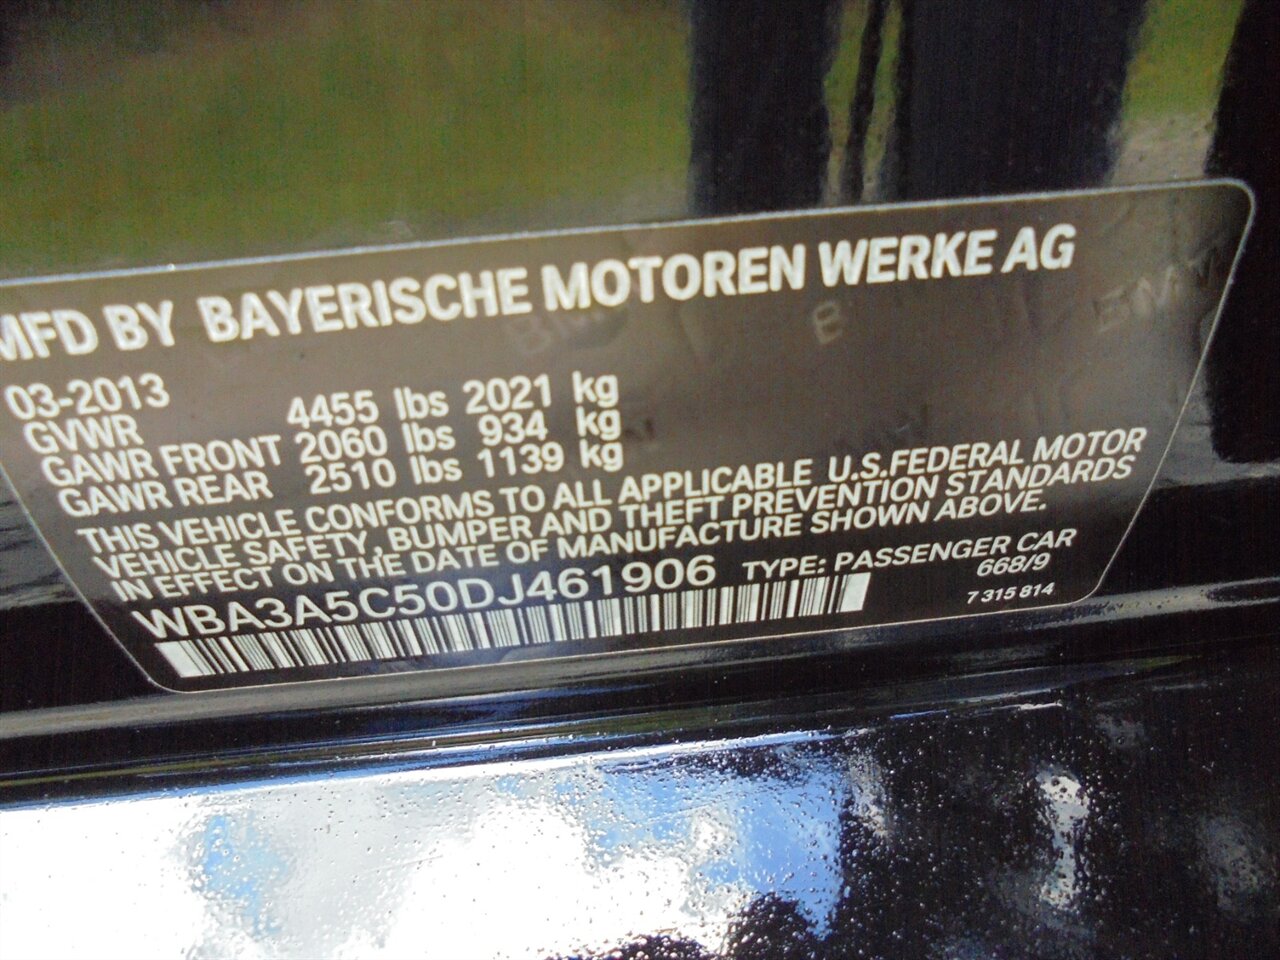 MFD BY BAYERISCHE MOTOREN WERKE AG
03-2013
GVWR 4455 lbs 2021 kg
GAWR FRONT 2060 lbs 934 kg
GAWR REAR 2510 lbs 1139 kg
THIS VEHICLE CONFORMS TO ALL APPLICABLE U.S.FEDERAL MOTOR
VEHICLE SAFETY, BUMPER AND THEFT PREVENTION STANDARDS
IN EFFECT ON THE DATE OF MANUFACTURE SHOWN ABOVE.
WBA3A5C50DJ461906 TYPE: PASSENGER CAR
668/9
7 315 814